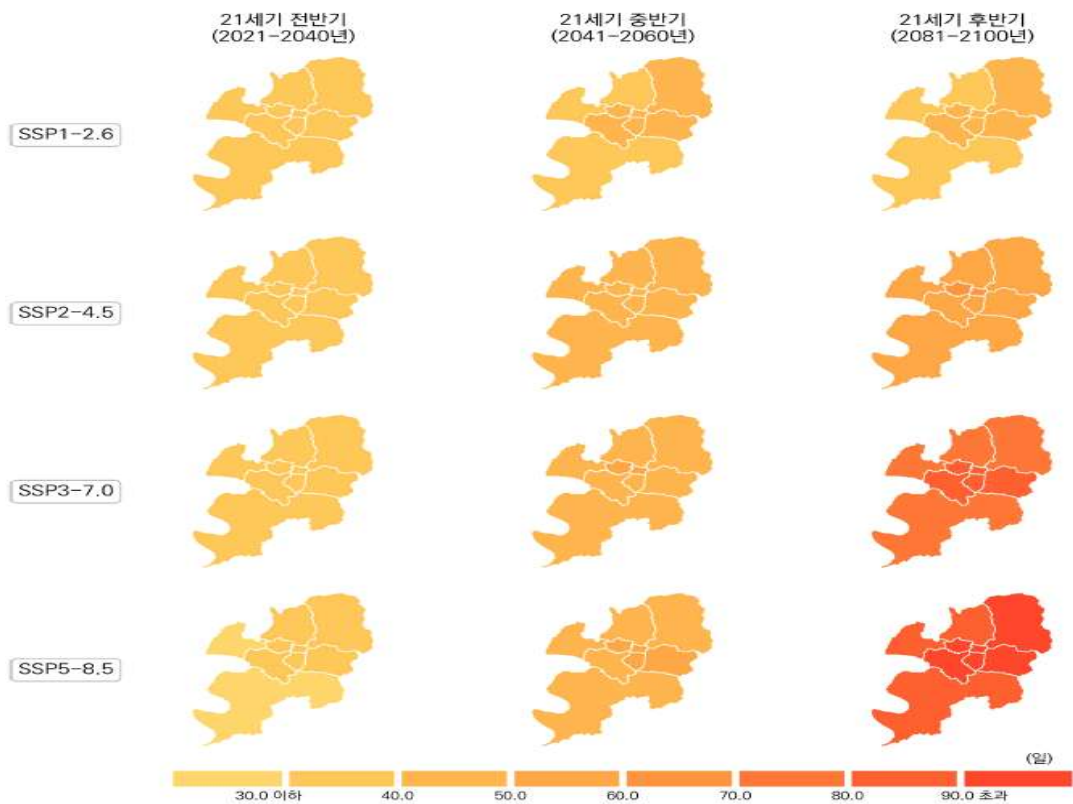 21세기 전반기
(2021-2040년)
21세기 중반기
(2041-2060년)
21세기 후반기
(2081-2100년)
SSP1-2.6
SSP2-4.5
SSP3-7.0
SSP5-8.5
(일)
30.0 이하
40.0
50.0
60.0
70.0
80.0
90.0 초과